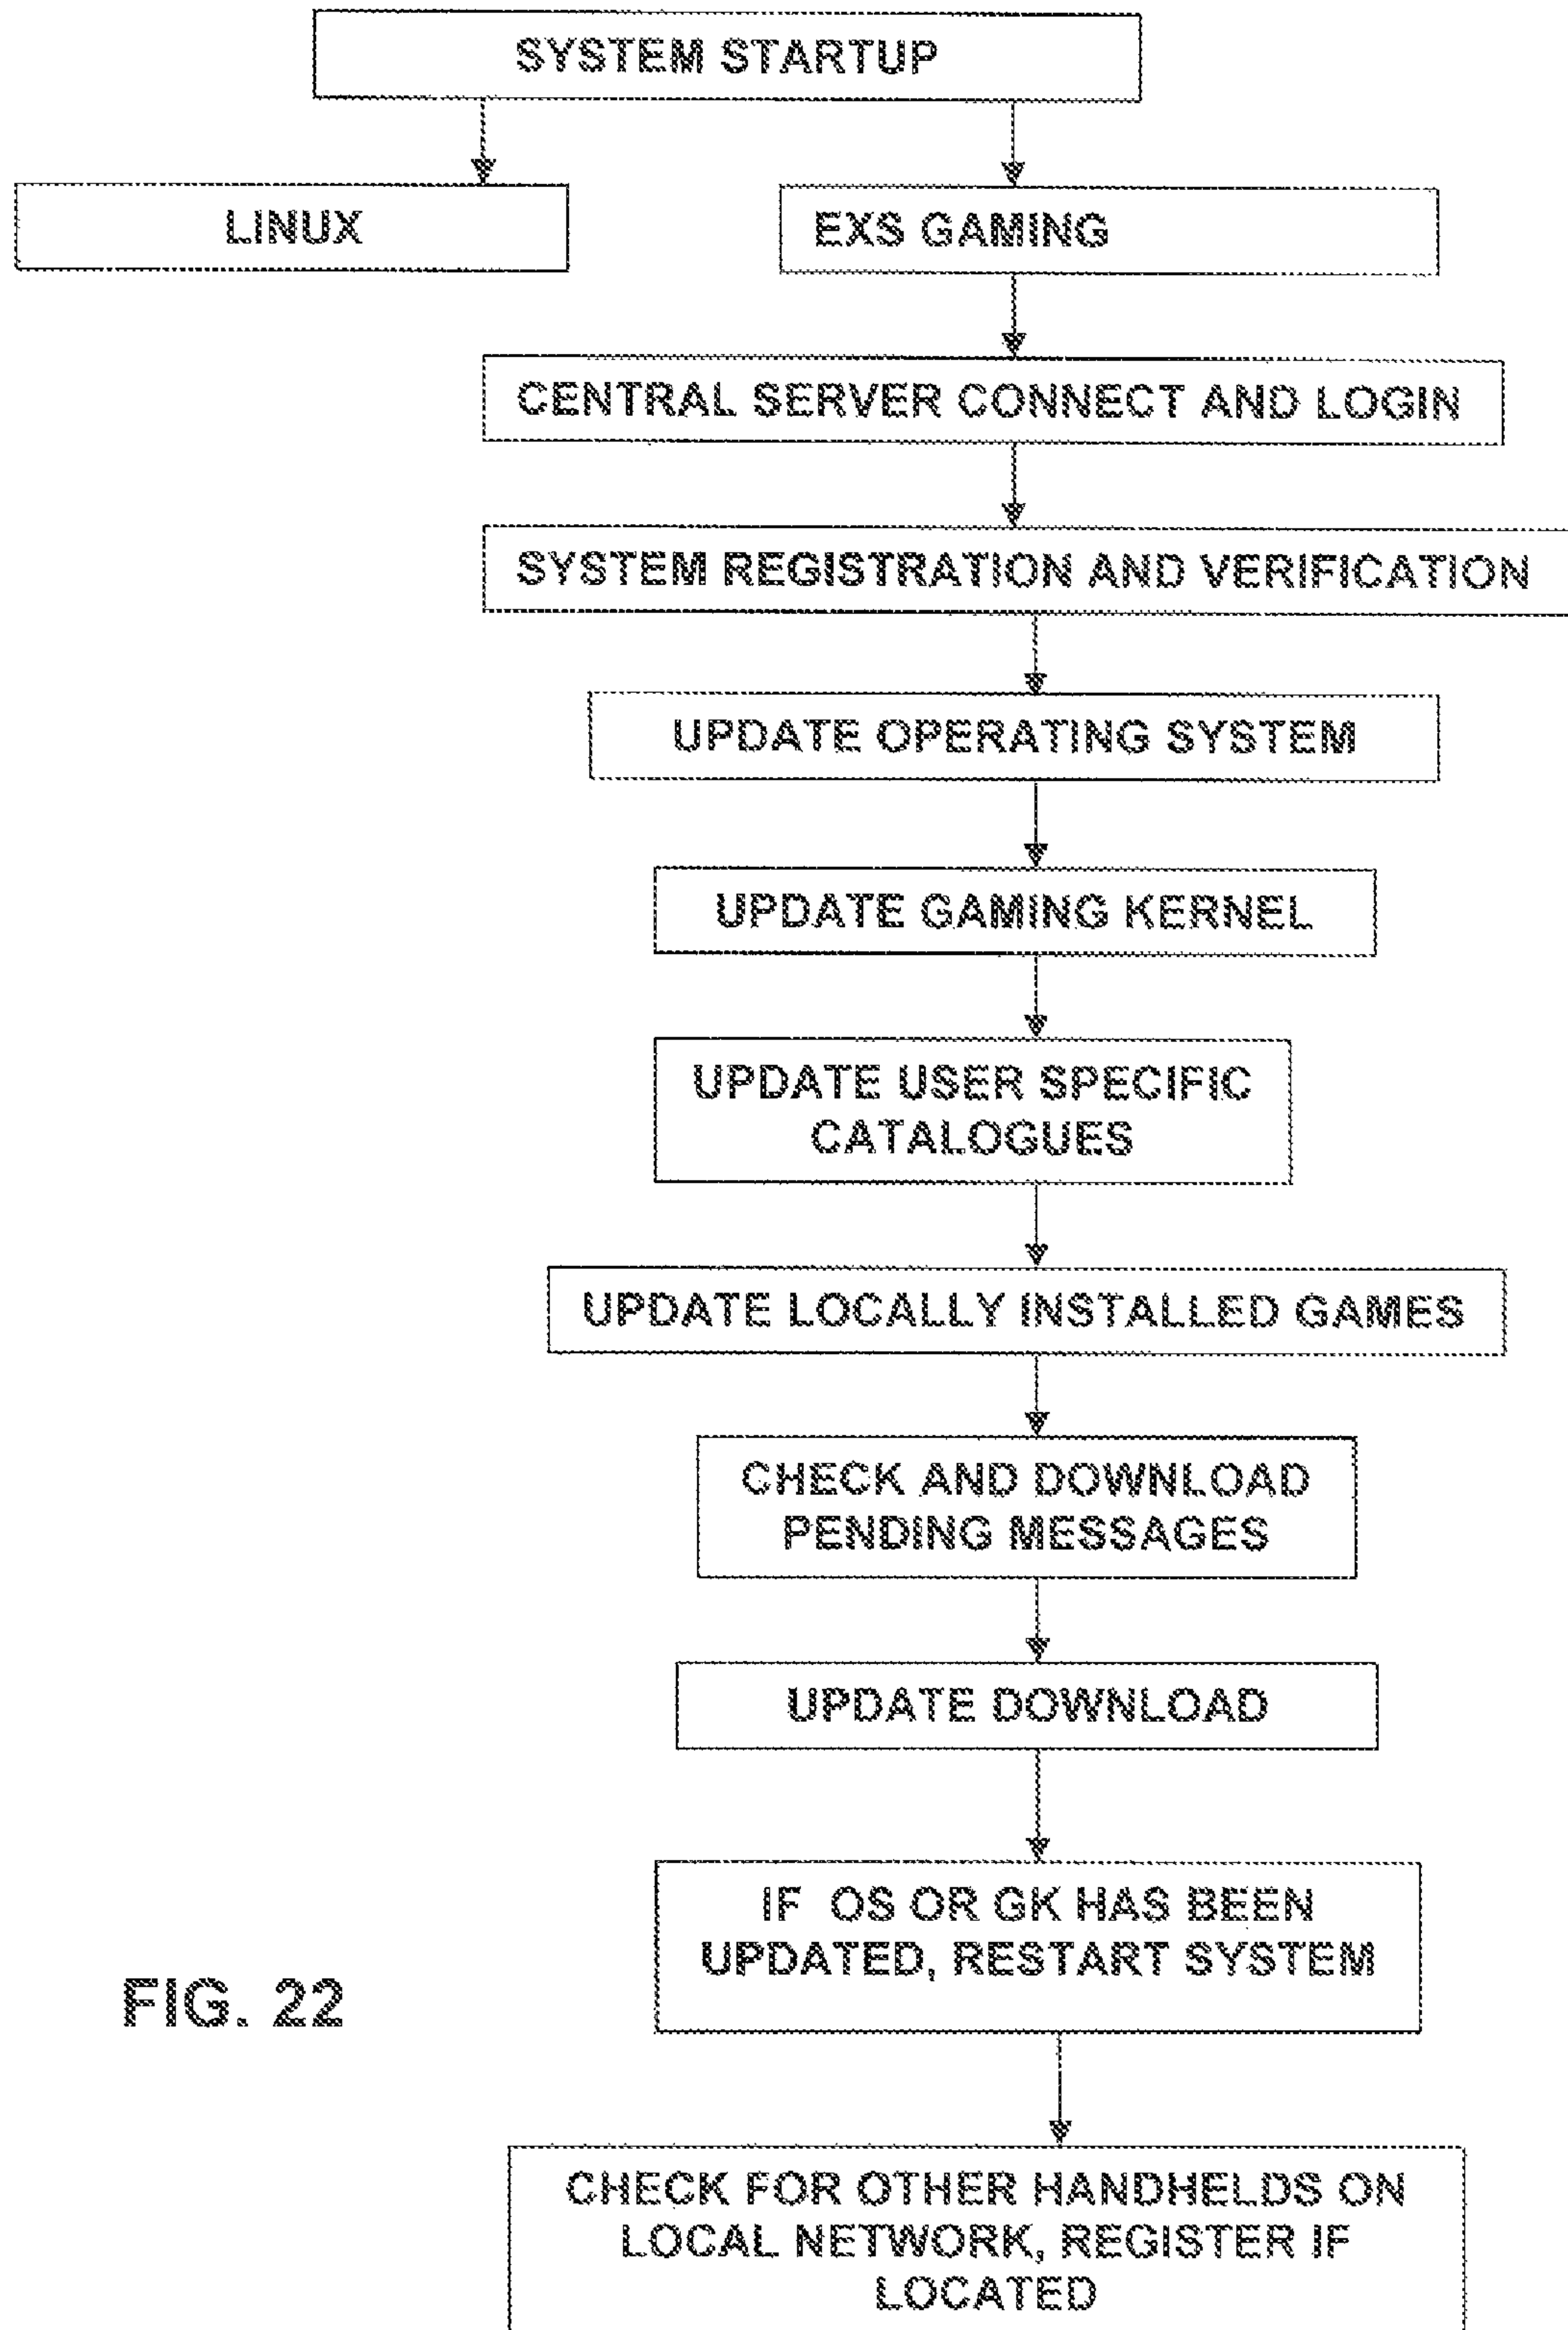 SYSTEM STARTUP
LINUX
EXS GAMING
CENTRAL SERVER CONNECT AND LOGIN
SYSTEM REGISTRATION AND VERIFICATION
UPDATE OPERATING SYSTEM
UPDATE GAMING KERNEL
UPDATE USER SPECIFIC
CATALOGUES
UPDATE LOCALLY INSTALLED GAMES
CHECK AND DOWNLOAD
PENDING MESSAGES
UPDATE DOWNLOAD
IF OS OR GK HAS BEEN
UPDATED, RESTART SYSTEM
FIG. 22
CHECK FOR OTHER HANDHELDS ON
LOCAL NETWORK, REGISTER IF
LOCATED